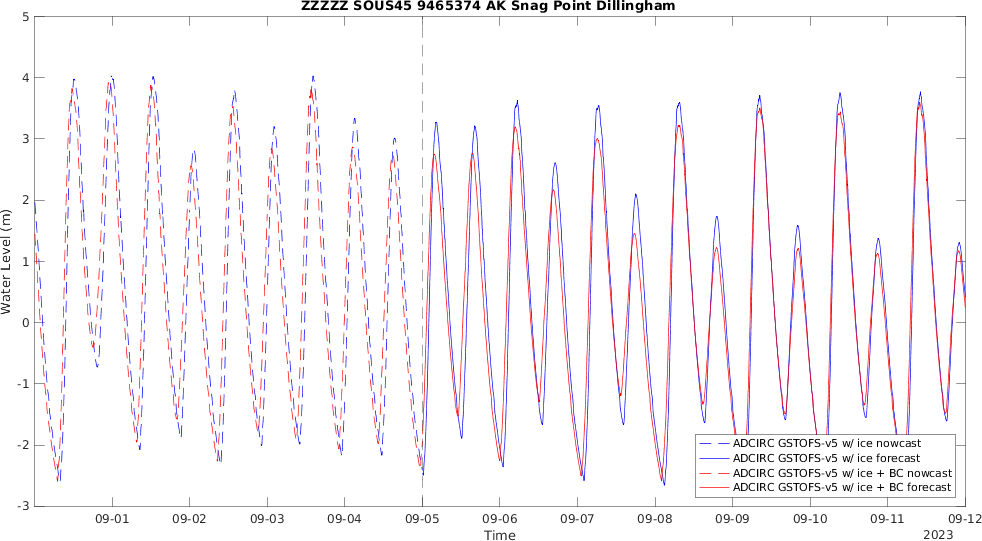 ZZZZZ SOUS45 9465374 AK Snag Point Dillingham
5
4
3
2
1
0
-1
-2
-3
Water Level (m)
09-01 09-02 09-03 09-04 09-05 09-06 09-07 09-08 09-09 09-10 09-11 09-12
Time
2023
ADCIRC GSTOFS-v5 w/ ice nowcast
ADCIRC GSTOFS-v5 w/ ice forecast
ADCIRC GSTOFS-v5 w/ ice + BC nowcast
ADCIRC GSTOFS-v5 w/ ice + BC forecast